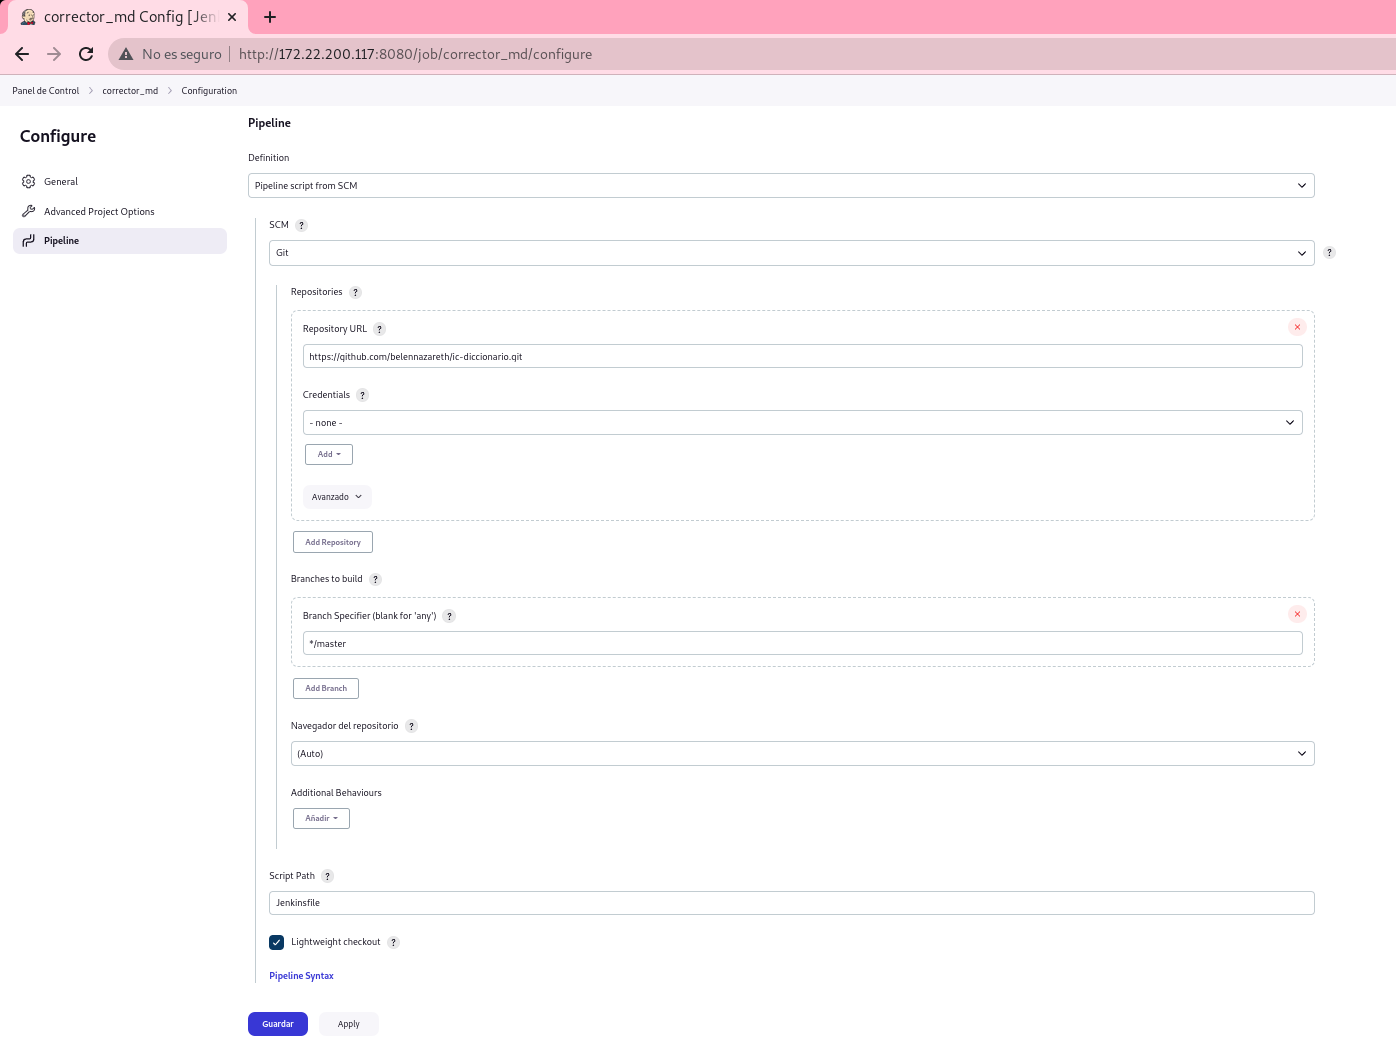 corrector_md Config [Jen
No es seguro
http://172.22.200.117:8080/job/corrector_md/configure
Panel de Control
corrector_md
Configuration
Configure
General
Advanced Project Options
Pipeline
Pipeline
Definition
Pipeline script from SCM
SCM ?
Git
?
Repositories ?
Repository URL ?
https://github.com/belennazareth/ic-diccionario.git
Credentials ?
- none -
Add
Avanzado
Add Repository
Branches to build ?
Branch Specifier (blank for 'any') ?
*/master
Add Branch
Navegador del repositorio ?
(Auto)
Additional Behaviours
Añadir
Script Path ?
Jenkinsfile
Lightweight checkout ?
Pipeline Syntax
Guardar
Apply